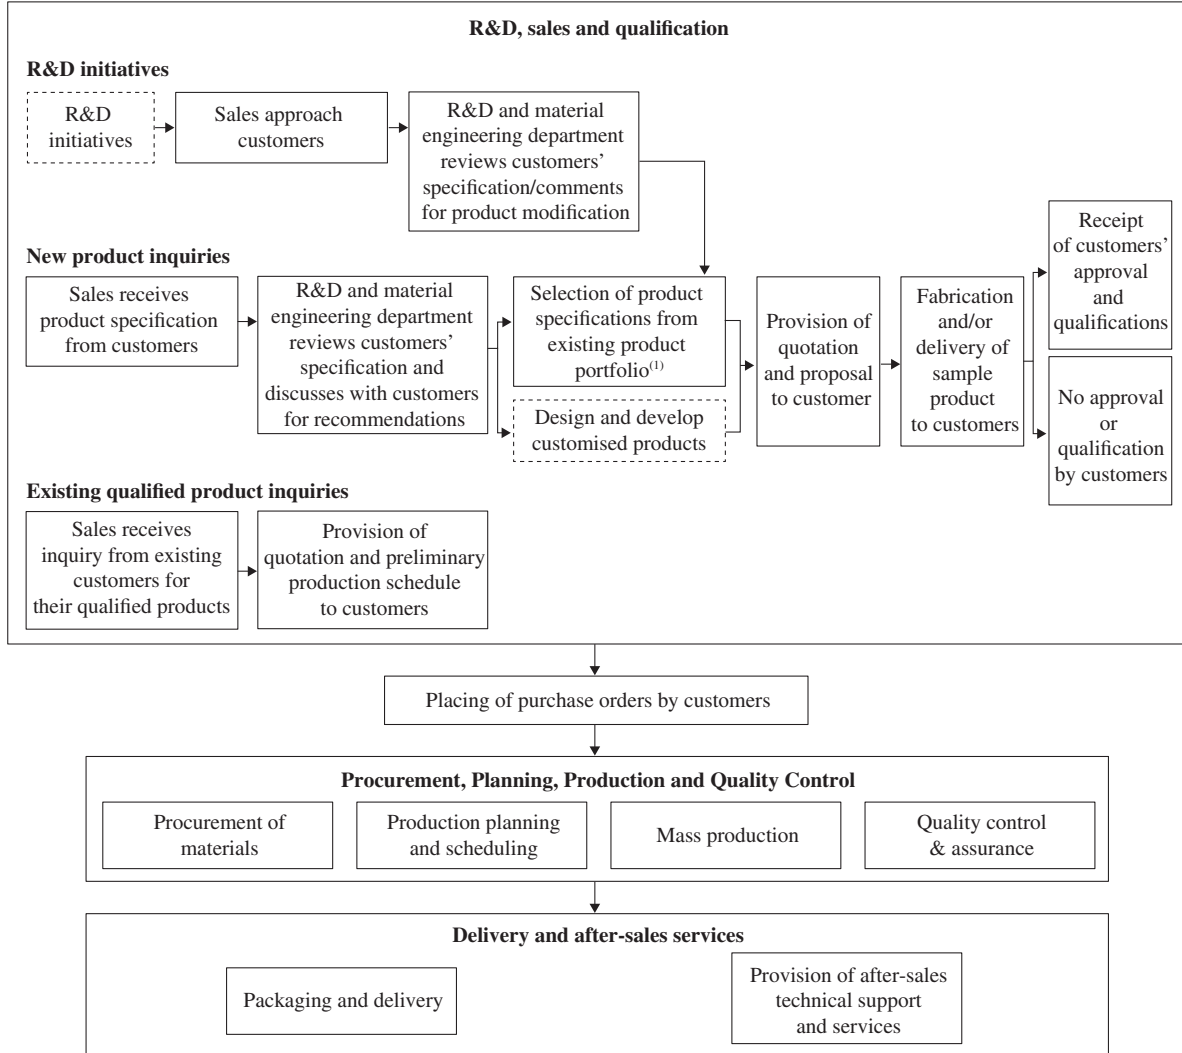 R&D, sales and qualification
R&D initiatives
R&D
initiatives
Sales approach
customers
R&D and material
engineering department
reviews customers'
specification/comments
for product modification
New product inquiries
Sales receives
product specification
from customers
R&D and material
engineering department
reviews customers'
specification and
discusses with customers
for recommendations
Selection of product
specifications from
existing product
portfolio(1)
Design and develop
customised products
Provision of
quotation
and proposal
to customer
Fabrication
and/or
delivery of
sample
product
to customers
Receipt
of customers'
approval
and
qualifications
No approval
or
qualification
by customers
Existing qualified product inquiries
Sales receives
inquiry from existing
customers for
their qualified products
Provision of
quotation and preliminary
production schedule
to customers
Placing of purchase orders by customers
Procurement, Planning, Production and Quality Control
Procurement of
materials
Production planning
and scheduling
Mass production
Quality control
& assurance
Delivery and after-sales services
Packaging and delivery
Provision of after-sales
technical support
and services